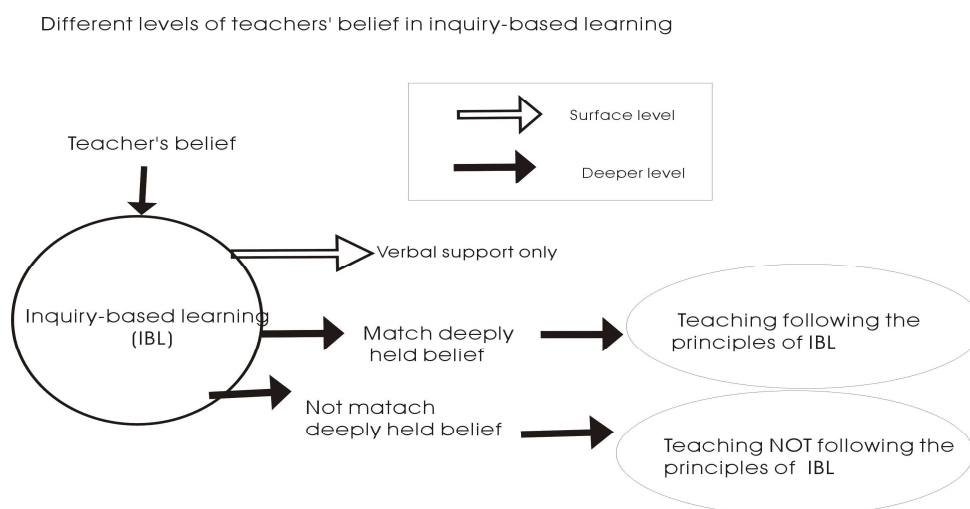 Different levels of teachers' belief in inquiry-based learning
Surface level
Deeper level
Teacher's belief
Verbal support only
Inquiry-based learning
(IBL)
Match deeply
held belief
Teaching following the
principles of IBL
Not matach
deeply held belief
Teaching NOT following the
principles of IBL